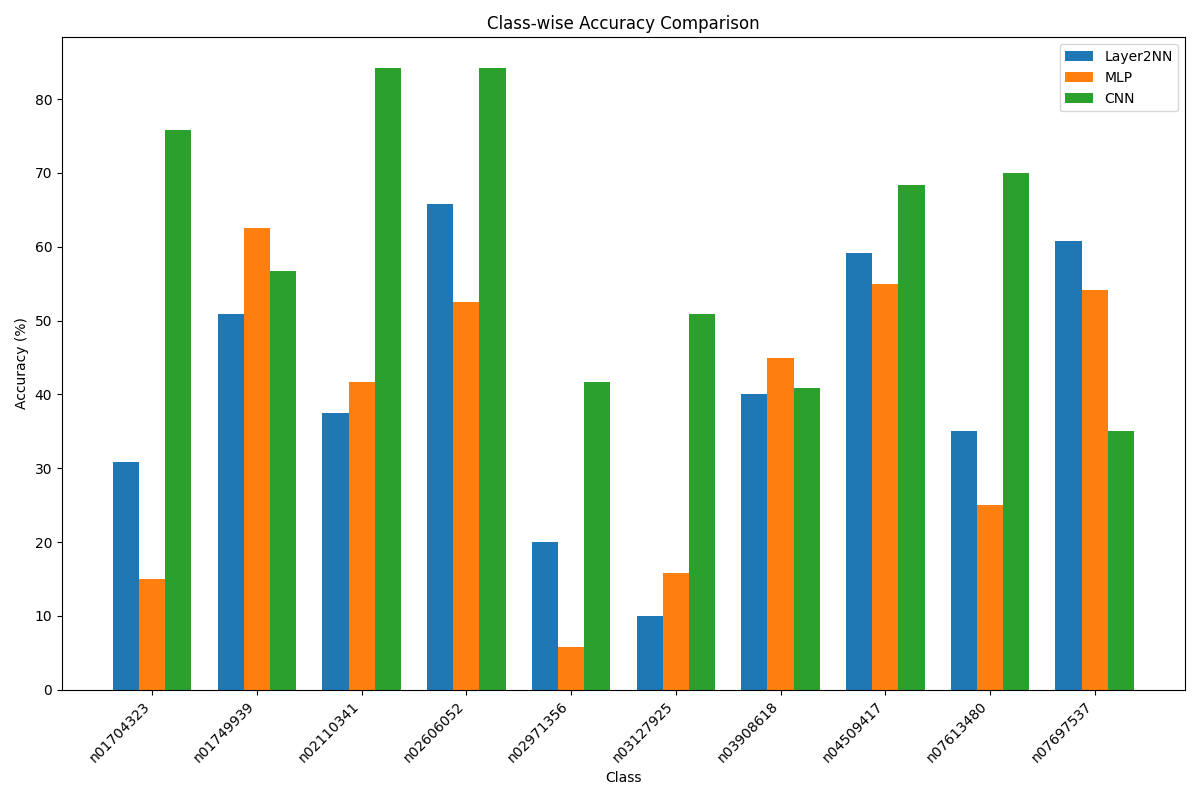 Class-wise Accuracy Comparison
Layer2NN
MLP
CNN
Accuracy (%)
80
70
60
50
40
30
20
10
0
n01704323
n01749939
n02110341
n02606052
n02971356
n03127925
n03908618
n04509417
n07613480
n07697537
Class